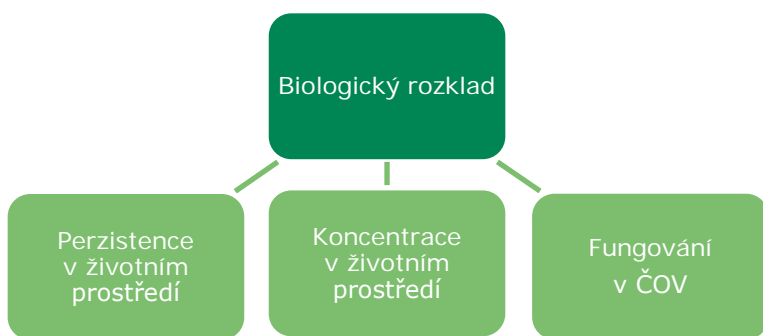 Biologický rozklad
Perzistence
v životním
prostředí
Koncentrace
v životním
prostředí
Fungování
v ČOV